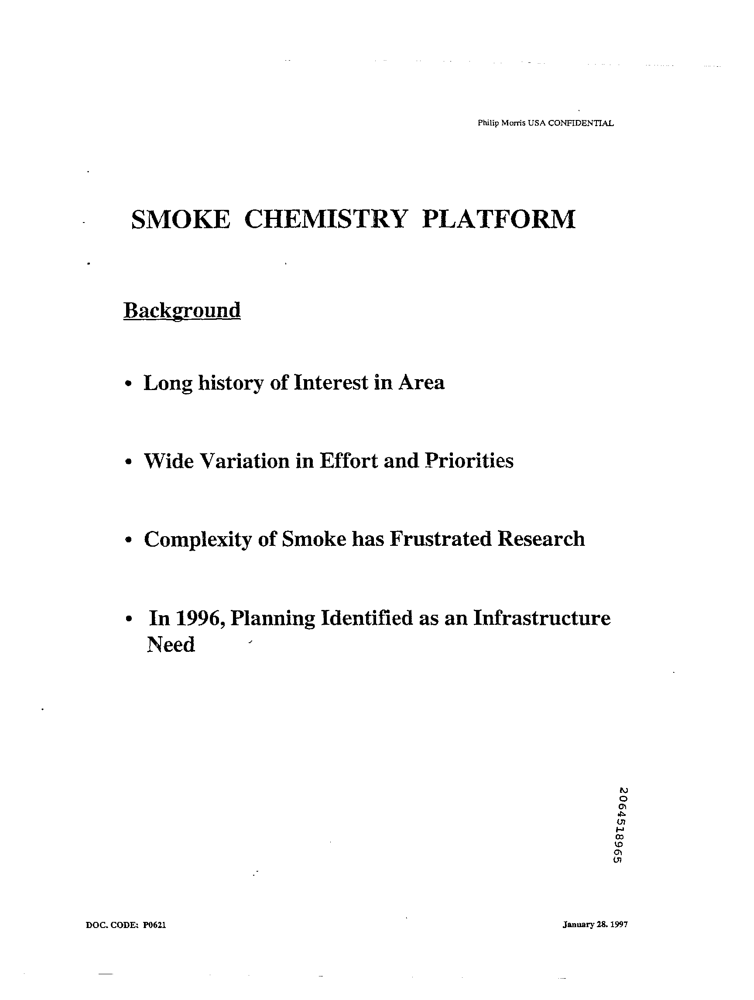 Philip Morris USA CONFIDENTIAL
SMOKE CHEMISTRY PLATFORM
Background
• Long history of Interest in Area
• Wide Variation in Effort and Priorities
• Complexity of Smoke has Frustrated Research
• In 1996, Planning Identified as an Infrastructure
Need
2064518965
DOC. CODE: P0621
January 28. 1997